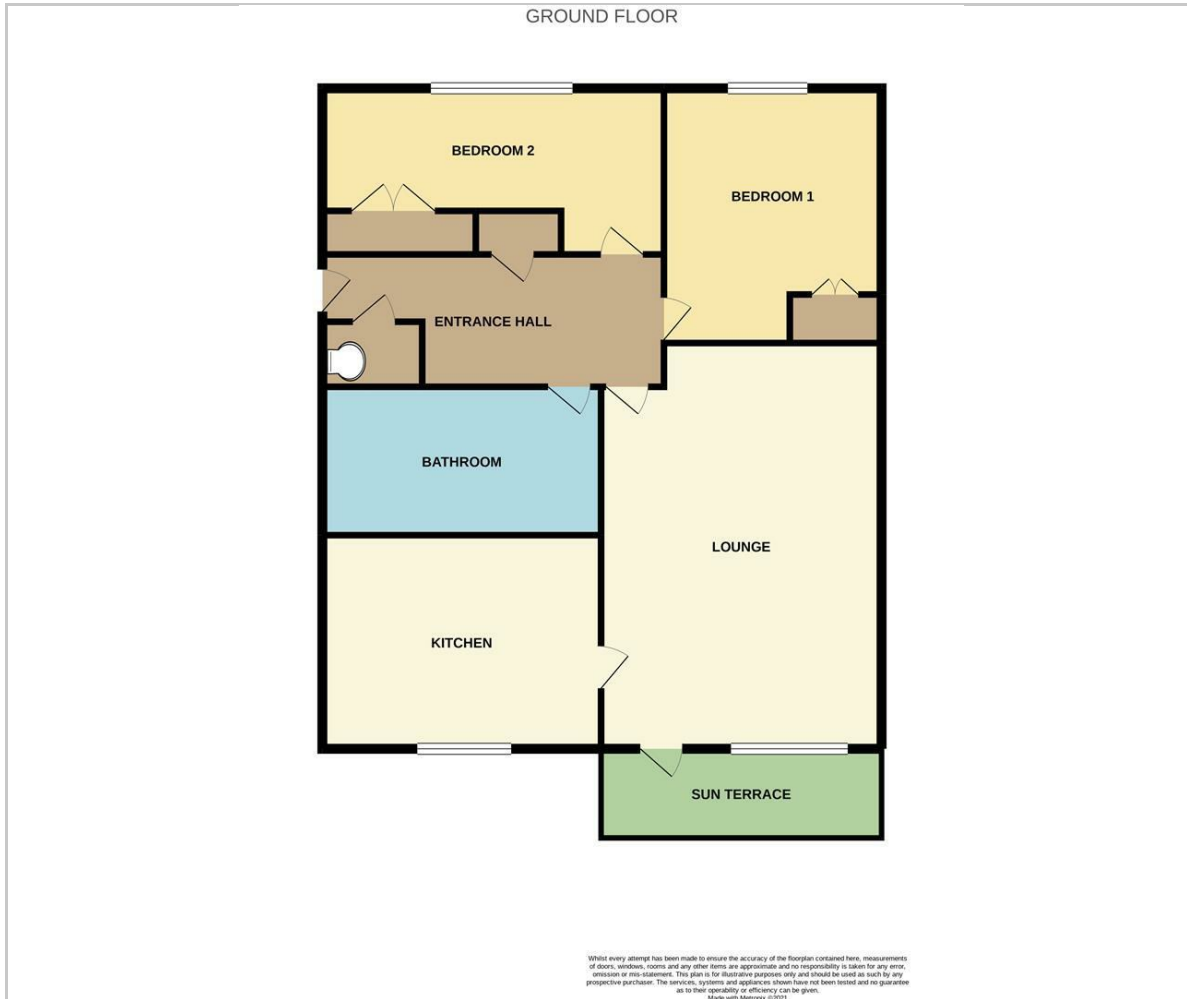 GROUND FLOOR
BEDROOM 2
BEDROOM 1
ENTRANCE HALL
BATHROOM
LOUNGE
KITCHEN
SUN TERRACE
Whilst every attempt has been made to ensure the accuracy of the floorplan contained here, measurements
of doors, windows, rooms and any other items are approximate and no responsibility is taken for any error,
omission or mis-statement. This plan is for illustrative purposes only and should be used as such by any
prospective purchaser. The services, systems and appliances shown have not been tested and no guarantee
as to their operability or efficiency can be given.
Made with Metropix ©2021